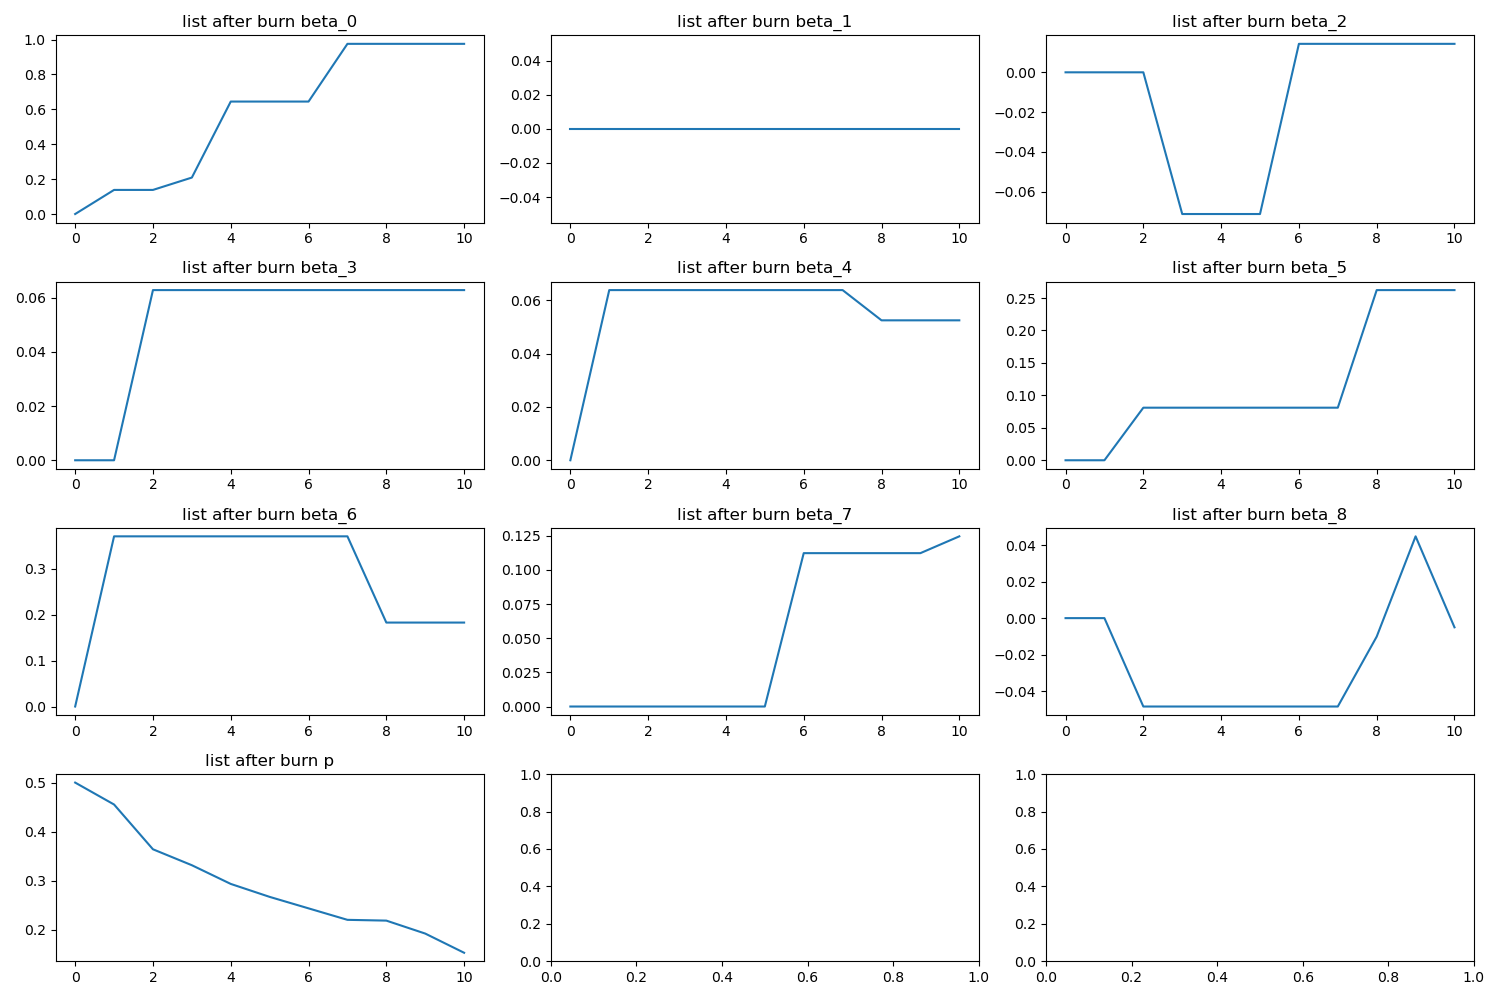 list after burn beta_0
1.0
0.8
0.6
0.4
0.2
0.0
0 2 4 6 8 10
list after burn beta_1
0.04
0.02
0.00
−0.02
−0.04
0 2 4 6 8 10
list after burn beta_2
0.00
−0.02
−0.04
−0.06
0 2 4 6 8 10
list after burn beta_3
0.06
0.04
0.02
0.00
0 2 4 6 8 10
list after burn beta_4
0.06
0.04
0.02
0.00
0 2 4 6 8 10
list after burn beta_5
0.25
0.20
0.15
0.10
0.05
0.00
0 2 4 6 8 10
list after burn beta_6
0.3
0.2
0.1
0.0
0 2 4 6 8 10
list after burn beta_7
0.125
0.100
0.075
0.050
0.025
0.000
0 2 4 6 8 10
list after burn beta_8
0.04
0.02
0.00
−0.02
−0.04
0 2 4 6 8 10
list after burn p
0.5
0.4
0.3
0.2
0 2 4 6 8 10
1.0
0.8
0.6
0.4
0.2
0.0
0.0 0.2 0.4 0.6 0.8 1.0
1.0
0.8
0.6
0.4
0.2
0.0
0.0 0.2 0.4 0.6 0.8 1.0